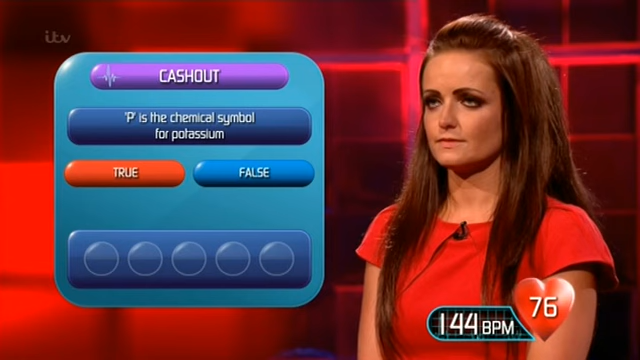 itv
CASHOUT
'P' is the chemical symbol
for potassium
TRUE
FALSE
144 BPM
76